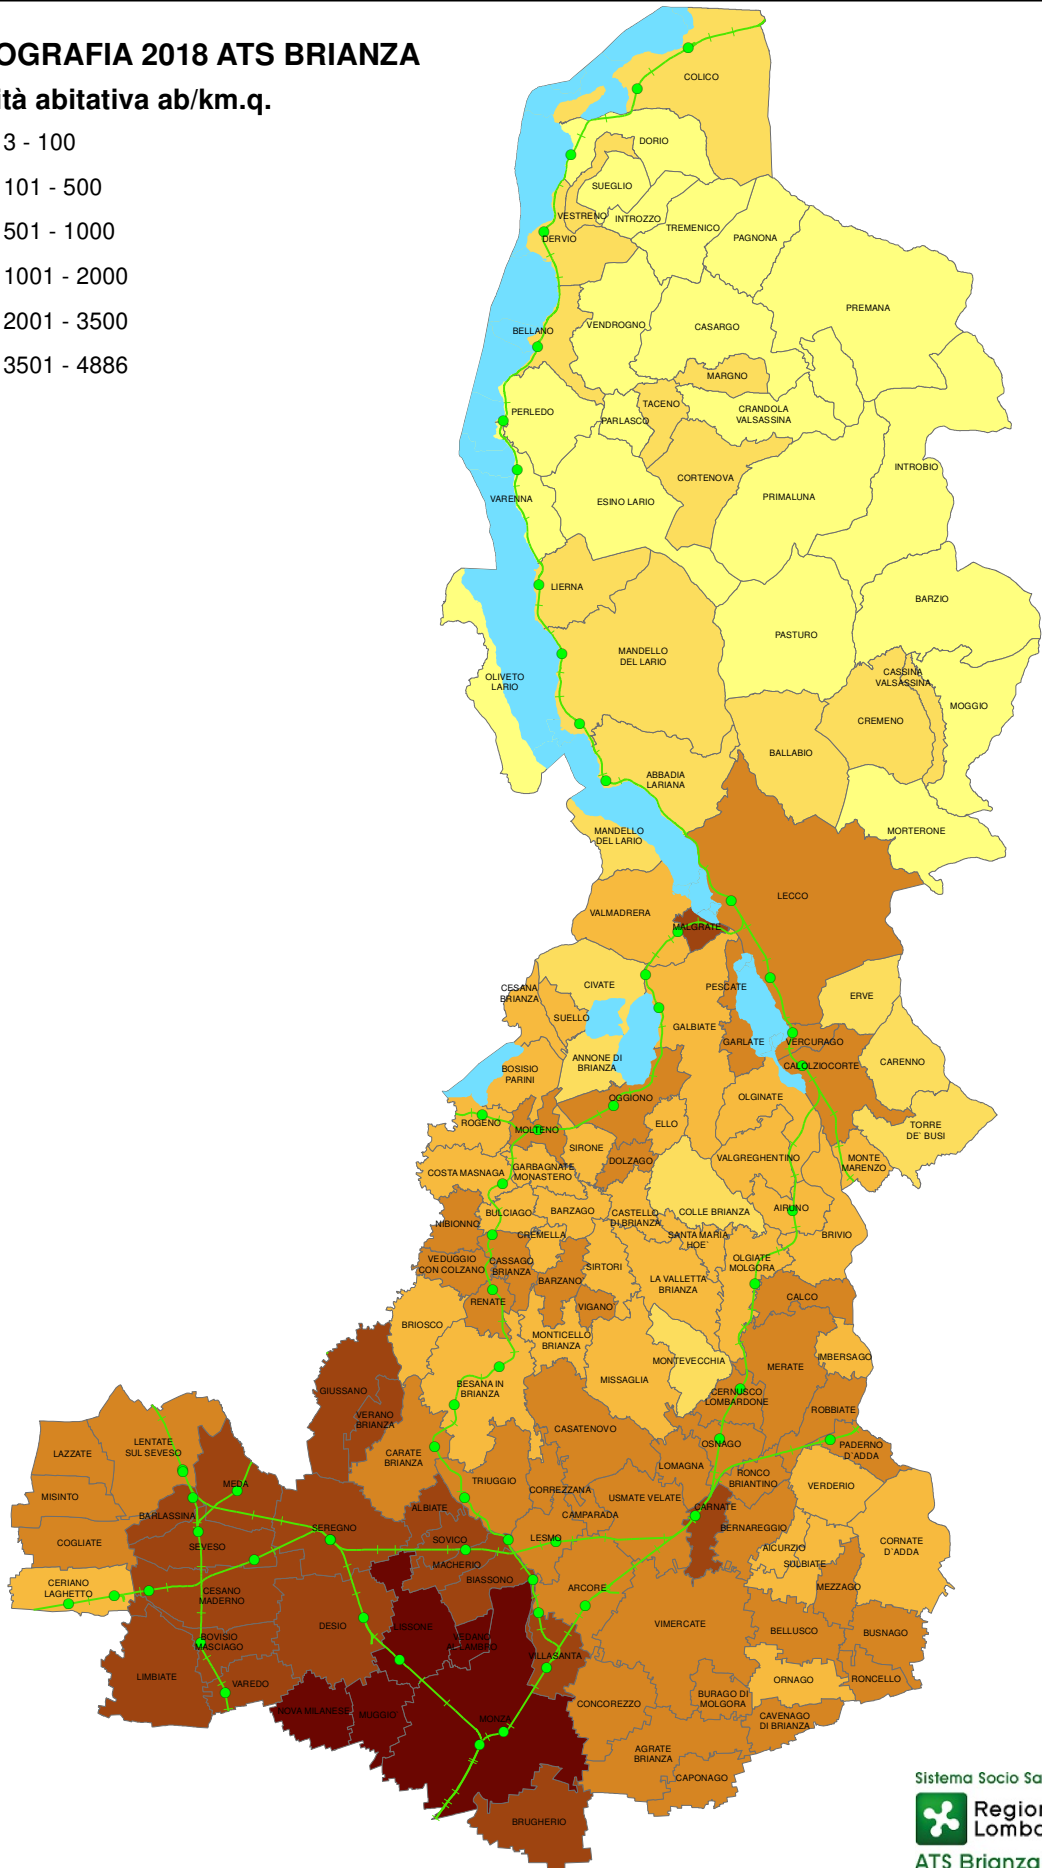 OGRAFIA 2018 ATS BRIANZA
ità abitativa ab/km.q.
3 - 100
101 - 500
501 - 1000
1001 - 2000
2001 - 3500
3501 - 4886
COLICO
DORIO
SUEGLIO
VESTRENO
INTROZZO
TREMENICO
DERVIO
PAGNONA
PREMANA
BELLANO
VENDROGNO
CASARGO
MARGNO
TACENO
PERLEDO
PARLASCO
CRANDOLA
VALSASSINA
INTROBIO
CORTENOVA
VARENNA
ESINO LARIO
PRIMALUNA
LIERNA
BARZIO
PASTURO
MANDELLO
DEL LARIO
OLIVETO
LARIO
CASSINA
VALSASSINA
MOGGIO
CREMENO
BALLABIO
ABBADIA
LARIANA
MANDELLO
DEL LARIO
MORTERONE
LECCO
VALMADRERA
MALGRATE
CIVATE
CESANA
BRIANZA
PESCATE
ERVE
SUELLO
GALBIATE
GARLATE
VERCURAGO
ANNONE DI
BRIANZA
CALOLZIOCORTE
CARENNO
BOSISIO
PARINI
OGGIONO
OLGINATE
ROGENO
MOLTENO
ELLO
TORRE
DE' BUSI
SIRONE
DOLZAGO
VALGREGHENTINO
MONTE
MARENZO
COSTA MASNAGA
GARBAGNATE
MONASTERO
BULCIAGO
BARZAGO
CASTELLO
DI BRIANZA
COLLE BRIANZA
AIRUNO
NIBIONNO
CREMELLA
SANTA MARIA
HOE'
BRIVIO
VEDUGGIO
CON COLZANO
CASSAGO
BRIANZA
SIRTORI
OLGIATE
MOLGORA
BARZANO
LA VALLETTA
BRIANZA
RENATE
VIGANO
CALCO
BRIOSCO
MONTICELLO
BRIANZA
MONTEVECCHIA
IMBERSAGO
MERATE
GIUSSANO
BESANA IN
BRIANZA
MISSAGLIA
CERNUSCO
LOMBARDONE
VERANO
BRIANZA
ROBBIATE
CASATENOVO
LAZZATE
LENTATE
SUL SEVESO
CARATE
BRIANZA
OSNAGO
PADERNO
D`ADDA
LOMAGNA
MEDA
TRIUGGIO
RONCO
BRIANTINO
VERDERIO
MISINTO
CORREZZANA
USMATE VELATE
ALBIATE
CARNATE
BARLASSINA
CAMPARADA
SEREGNO
BERNAREGGIO
COGLIATE
SEVESO
SOVICO
LESMO
AICURZIO
CORNATE
D`ADDA
MACHERIO
SULBIATE
BIASSONO
CERIANO
LAGHETTO
CESANO
MADERNO
ARCORE
MEZZAGO
DESIO
LISSONE
VIMERCATE
BOVISIO
MASCIAGO
VEDANO
AL LAMBRO
BELLUSCO
BUSNAGO
VILLASANTA
LIMBIATE
VAREDO
ORNAGO
RONCELLO
CONCOREZZO
BURAGO DI
MOLGORA
NOVA MILANESE
MUGGIO'
MONZA
CAVENAGO
DI BRIANZA
AGRATE
BRIANZA
CAPONAGO
BRUGHERIO
Sistema Socio Sa
Region
Lomba
ATS Brianza